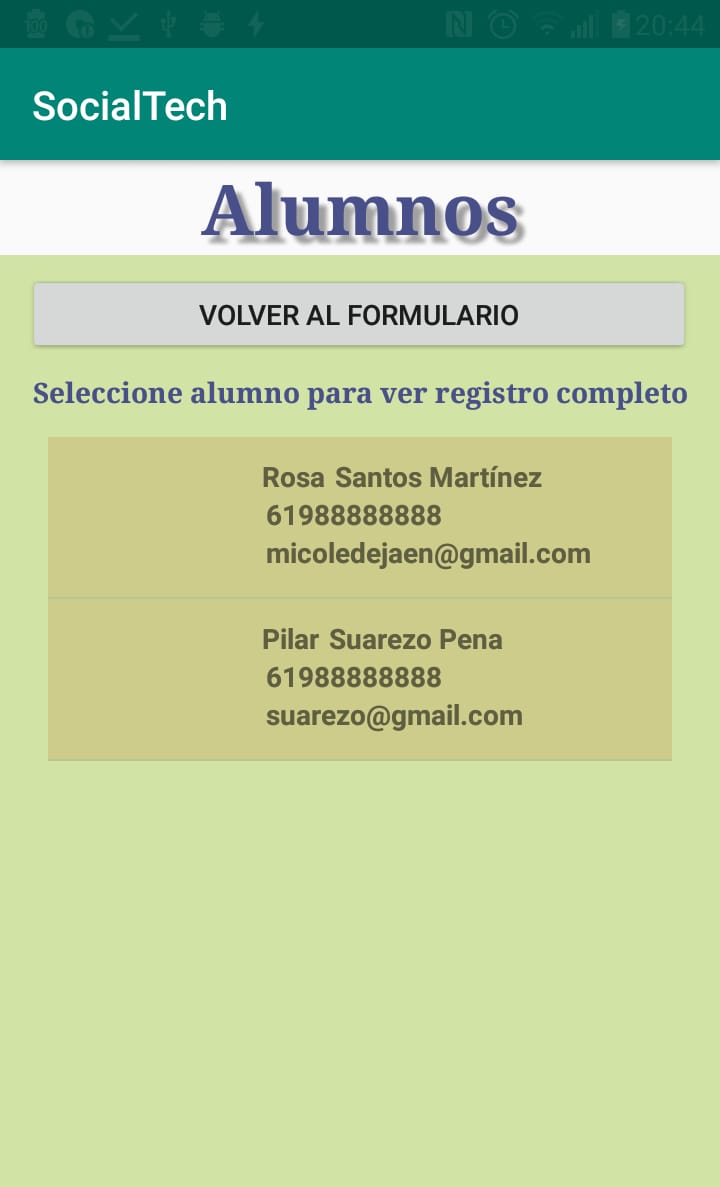 100 20:44
SocialTech
Alumnos
VOLVER AL FORMULARIO
Seleccione alumno para ver registro completo
Rosa Santos Martínez
61988888888
micoledejaen@gmail.com
Pilar Suarezo Pena
61988888888
suarezo@gmail.com